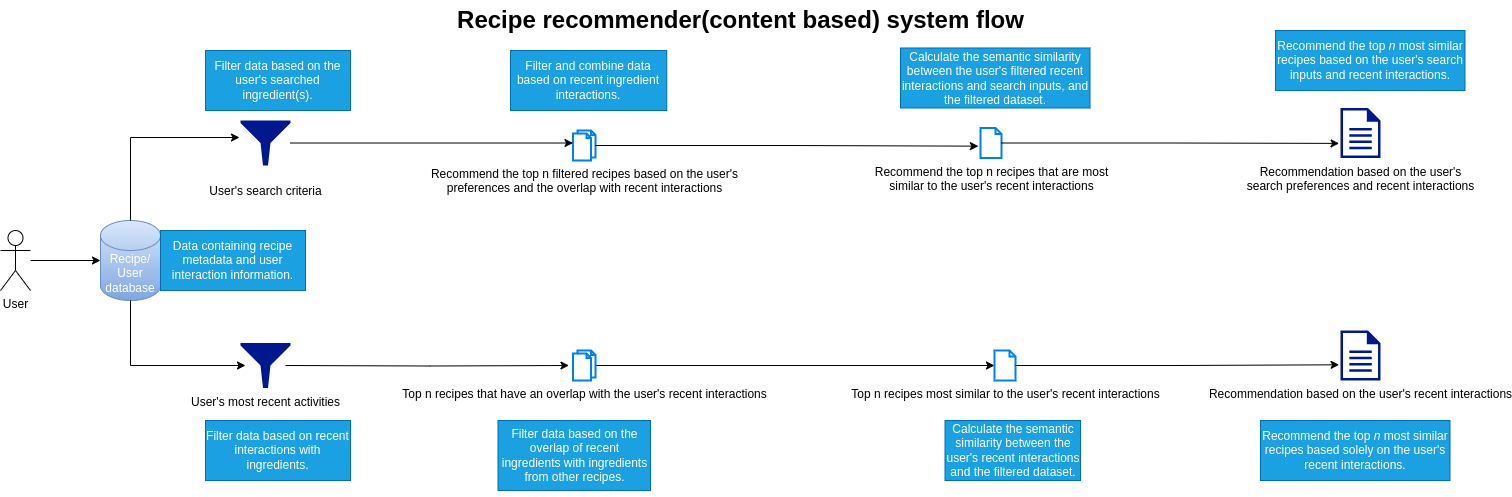 Recipe recommender(content based) system flow
Filter data based on the
user's searched
ingredient(s).
Filter and combine data
based on recent ingredient
interactions.
Calculate the semantic similarity
between the user's filtered recent
interactions and search inputs, and
the filtered dataset.
Recommend the top n most similar
recipes based on the user's search
inputs and recent interactions.
User's search criteria
Recommend the top n filtered recipes based on the user's
preferences and the overlap with recent interactions
Recommend the top n recipes that are most
similar to the user's recent interactions
Recommendation based on the user's
search preferences and recent interactions
User
Recipe/
User
database
Data containing recipe
metadata and user
interaction information.
User's most recent activities
Top n recipes that have an overlap with the user's recent interactions
Top n recipes most similar to the user's recent interactions
Recommendation based on the user's recent interactions
Filter data based on recent
interactions with
ingredients.
Filter data based on the
overlap of recent
ingredients with ingredients
from other recipes.
Calculate the semantic
similarity between the
user's recent interactions
and the filtered dataset.
Recommend the top n most similar
recipes based solely on the user's
recent interactions.